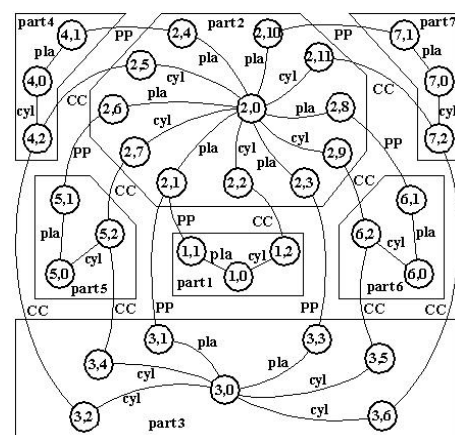 part4 4,1 PP 2,4 part2 2,10 PP 7,1 part7
pla pla pla pla
4,0 2,5 cyl cyl 2,11 7,0
cyl CC pla CC cyl
4,2 2,6 pla 2,0 pla 2,8 7,2
PP cyl cyl PP
2,7 pla cyl pla 2,9
CC 2,1 2,2 2,3 CC
5,1 PP CC 6,1
pla 5,2 1,1 pla cyl 1,2 6,2 pla
5,0 cyl 1,0 cyl 6,0
part5 part1 part6
CC CC PP PP CC CC
3,1 pla pla 3,3
3,4 cyl 3,0 cyl 3,5
3,2 cyl cyl 3,6
part3